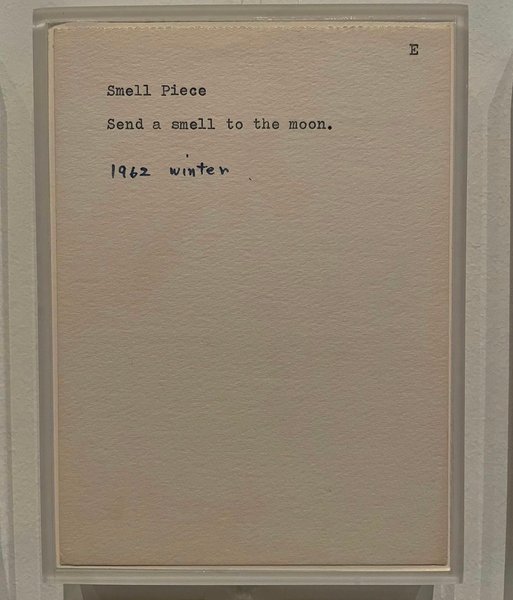 E
Smell Piece
Send a smell to the moon.
1962 winter